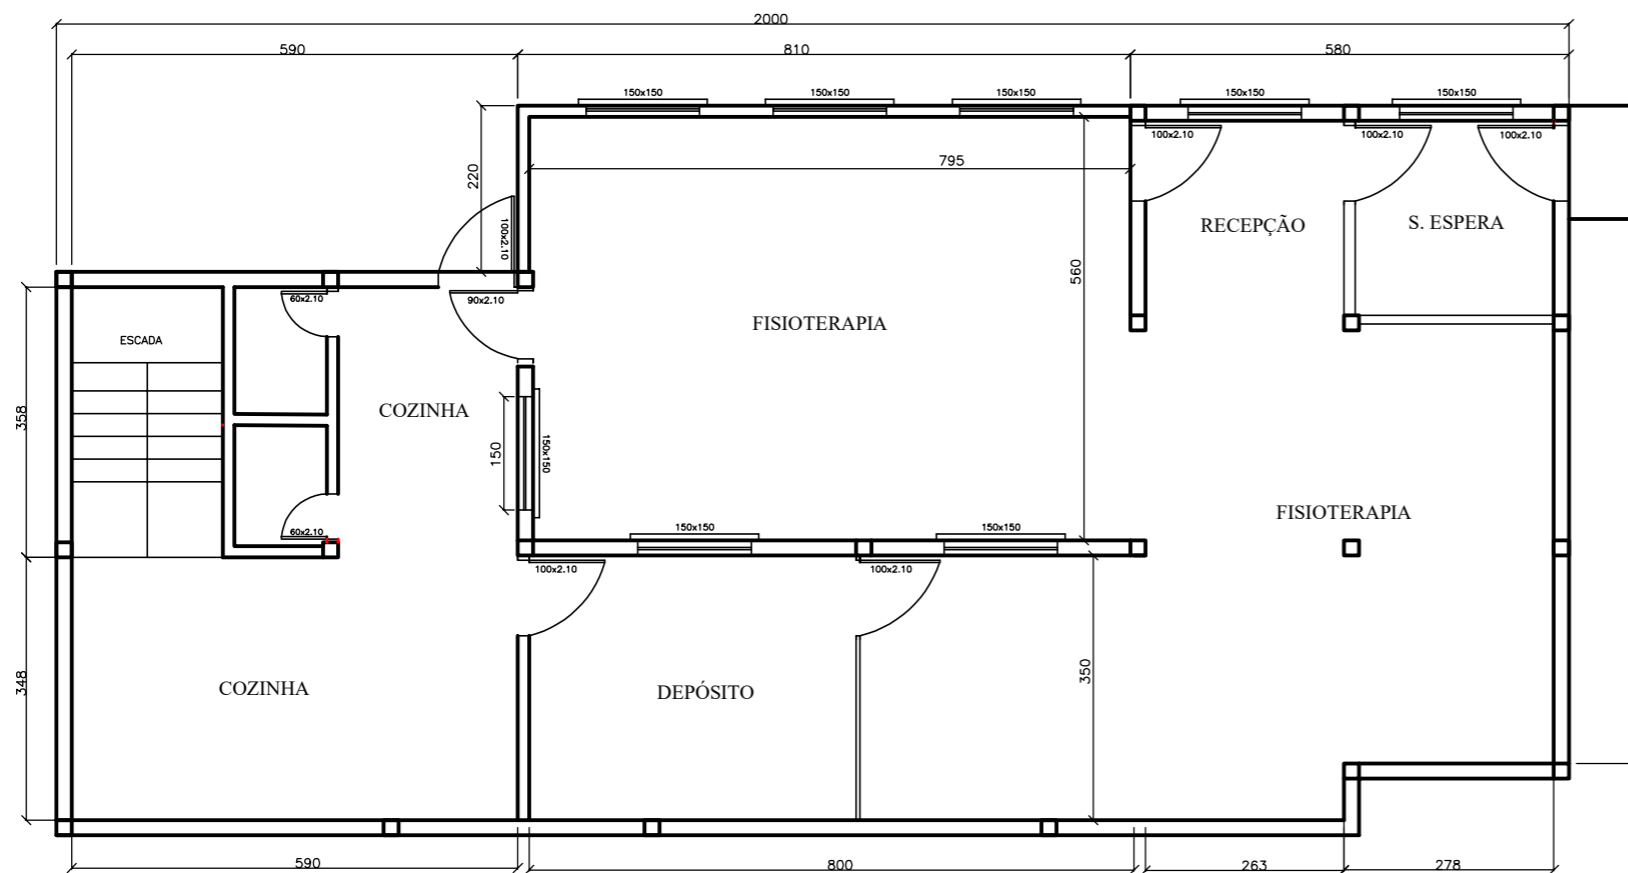 2000
590
810
580
150x150
150x150
150x150
150x150
150x150
100x2.10
100x2.10
100x2.10
795
220
100x2.10
RECEPÇÃO
S. ESPERA
560
60x2.10
90x2.10
FISIOTERAPIA
ESCADA
358
COZINHA
150
150x150
60x2.10
150x150
150x150
FISIOTERAPIA
100x2.10
100x2.10
348
COZINHA
DEPÓSITO
350
590
800
263
278